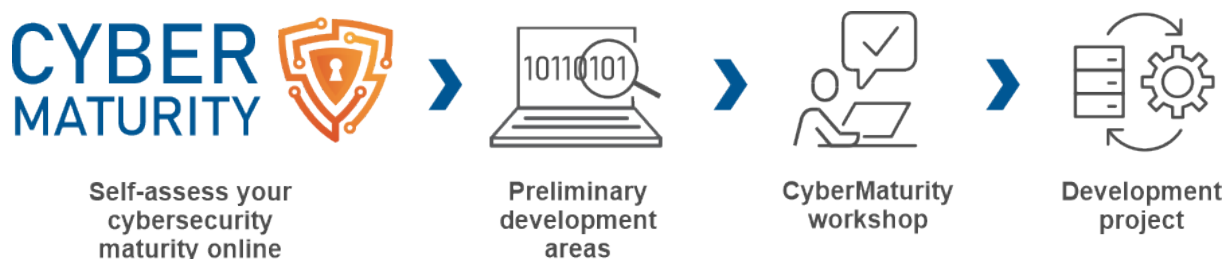 CYBER
MATURITY
10110101
Self-assess your
cybersecurity
maturity online
Preliminary
development
areas
CyberMaturity
workshop
Development
project